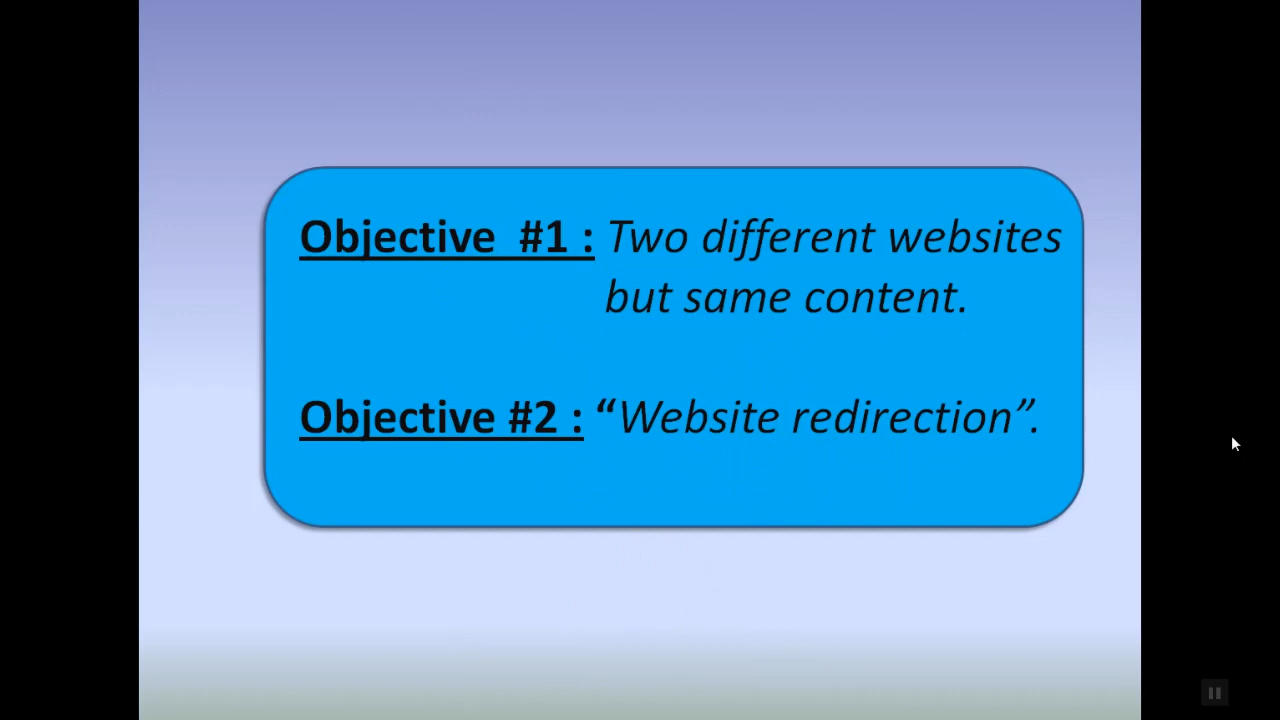 Objective  #1 : Two different websites
but same content.
Objective #2 : “Website redirection”.